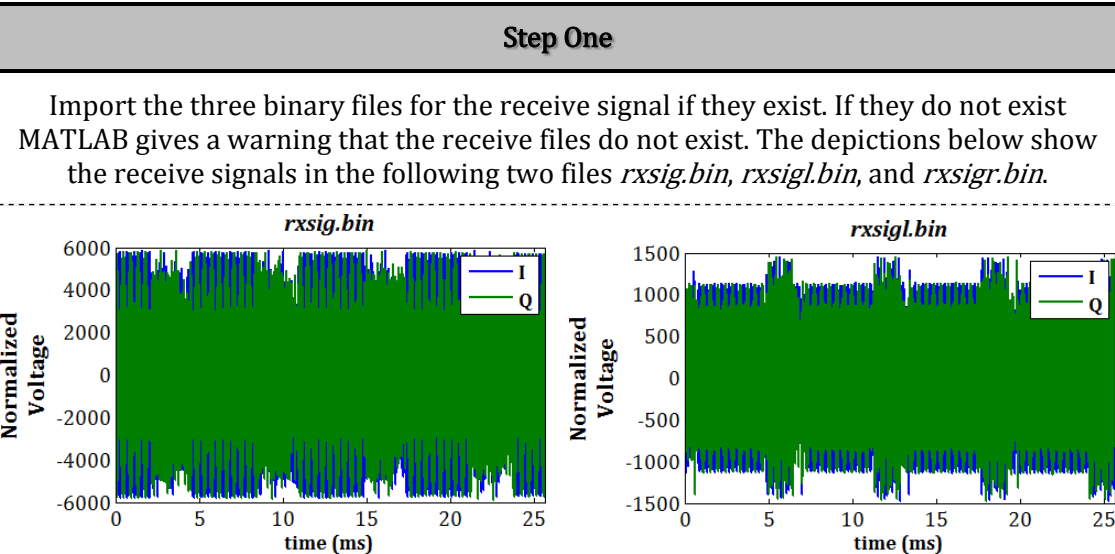 Step One
Import the three binary files for the receive signal if they exist. If they do not exist
MATLAB gives a warning that the receive files do not exist. The depictions below show
the receive signals in the following two files rxsig.bin, rxsigl.bin, and rxsigr.bin.
rxsig.bin
6000
4000
2000
0
-2000
-4000
-6000
Normalized
Voltage
I
Q
0 5 10 15 20 25
time (ms)
rxsigl.bin
1500
1000
500
0
-500
-1000
-1500
Normalized
Voltage
I
Q
0 5 10 15 20 25
time (ms)